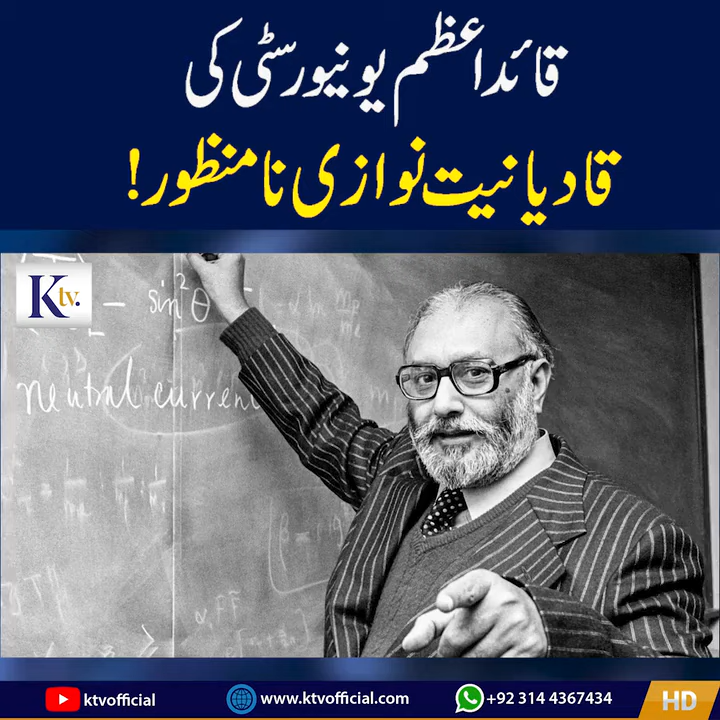 قائداعظم یونیورسٹی کی
قادیانیت نوازی نامنظور!
Ktv.
sin²θ
neutral current
ktvofficial
www.ktvofficial.com
+92 314 4367434
HD